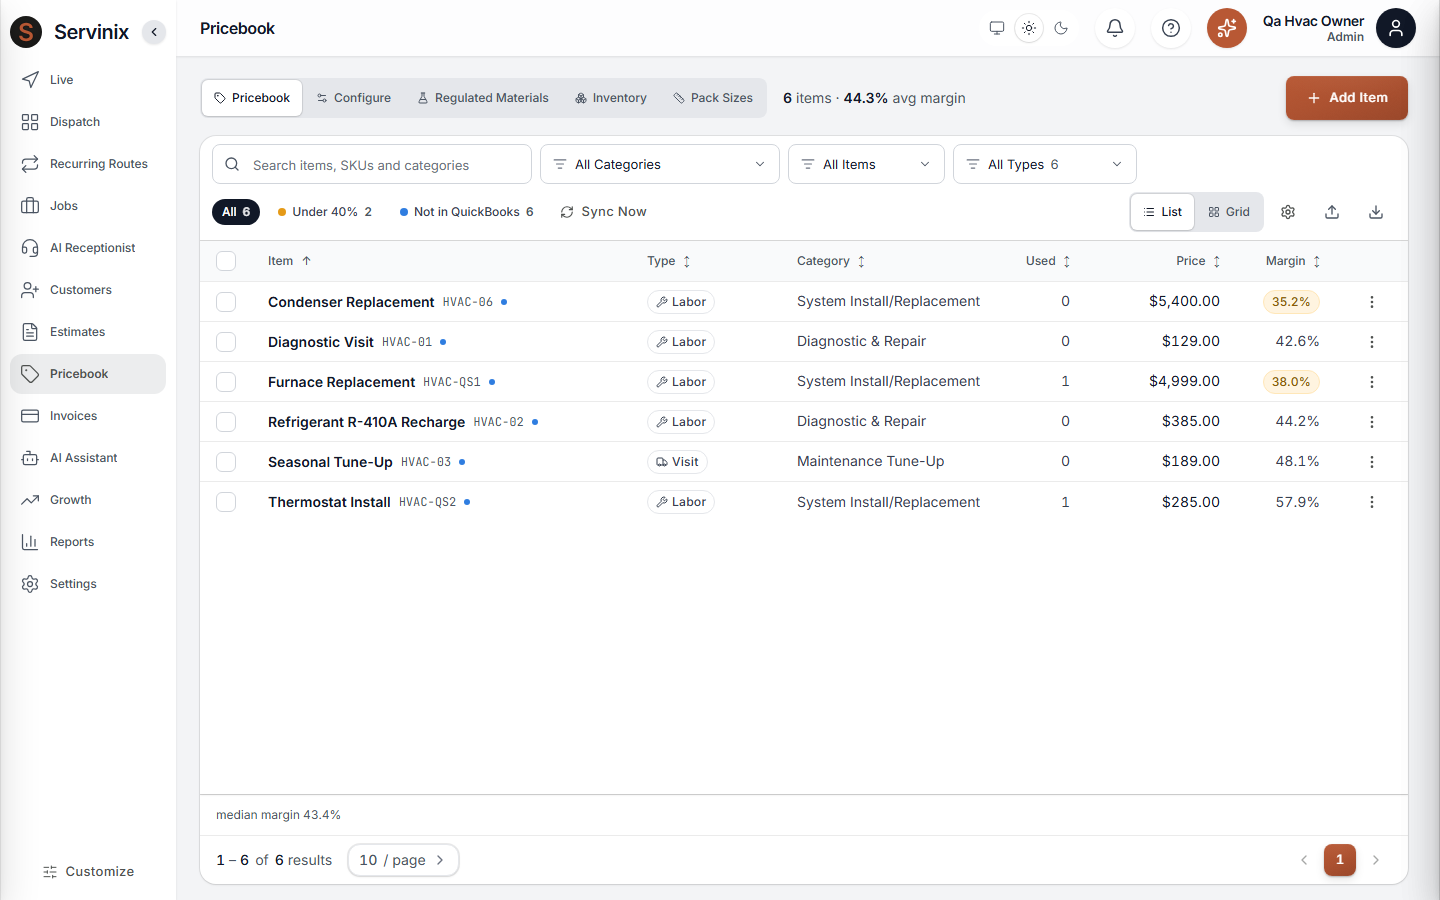 S Servinix
Live
Dispatch
Recurring Routes
Jobs
AI Receptionist
Customers
Estimates
Pricebook
Invoices
AI Assistant
Growth
Reports
Settings
Customize
Pricebook
Qa Hvac Owner
Admin
Pricebook Configure Regulated Materials Inventory Pack Sizes 6 items · 44.3% avg margin + Add Item
Search items, SKUs and categories All Categories All Items All Types 6
All 6 Under 40% 2 Not in QuickBooks 6 Sync Now List Grid
Item Type Category Used Price Margin
Condenser Replacement HVAC-06 Labor System Install/Replacement 0 $5,400.00 35.2%
Diagnostic Visit HVAC-01 Labor Diagnostic & Repair 0 $129.00 42.6%
Furnace Replacement HVAC-QS1 Labor System Install/Replacement 1 $4,999.00 38.0%
Refrigerant R-410A Recharge HVAC-02 Labor Diagnostic & Repair 0 $385.00 44.2%
Seasonal Tune-Up HVAC-03 Visit Maintenance Tune-Up 0 $189.00 48.1%
Thermostat Install HVAC-QS2 Labor System Install/Replacement 1 $285.00 57.9%
median margin 43.4%
1 – 6 of 6 results 10 / page 1